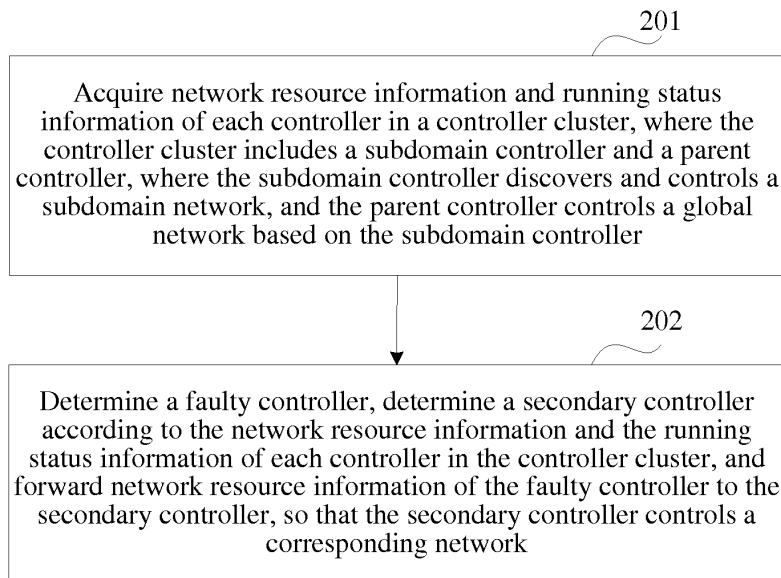 201
Acquire network resource information and running status
information of each controller in a controller cluster, where the
controller cluster includes a subdomain controller and a parent
controller, where the subdomain controller discovers and controls a
subdomain network, and the parent controller controls a global
network based on the subdomain controller
202
Determine a faulty controller, determine a secondary controller
according to the network resource information and the running
status information of each controller in the controller cluster, and
forward network resource information of the faulty controller to the
secondary controller, so that the secondary controller controls a
corresponding network